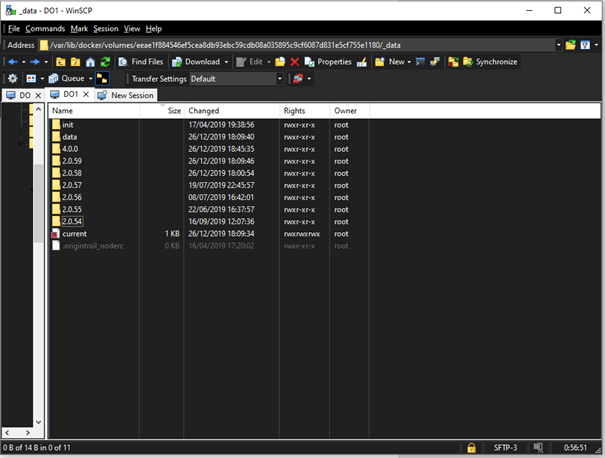 _data - DO1 - WinSCP
File Commands Mark Session View Help
Address /var/lib/docker/volumes/eeae1f884546ef5cea8db93ebc59cdb08a035895c9cf6087d831e5cf755e1180/_data
Find Files Download Edit Properties New Synchronize
Queue Transfer Settings Default
DO X DO1 X New Session
Name Size Changed Rights Owner
init 17/04/2019 19:38:56 rwxr-xr-x root
data 26/12/2019 18:09:40 rwxr-xr-x root
4.0.0 26/12/2019 18:45:35 rwxr-xr-x root
2.0.59 26/12/2019 18:09:46 rwxr-xr-x root
2.0.58 26/12/2019 18:00:54 rwxr-xr-x root
2.0.57 19/07/2019 22:45:57 rwxr-xr-x root
2.0.56 08/07/2019 16:42:01 rwxr-xr-x root
2.0.55 22/06/2019 16:37:57 rwxr-xr-x root
2.0.54 16/09/2019 12:07:36 rwxr-xr-x root
current 1 KB 26/12/2019 18:09:34 rwxrwxrwx root
.origintrail_noderc 0 KB 16/04/2019 17:20:02 rwxr-xr-x root
0 B of 14 B in 0 of 11 SFTP-3 0:56:51